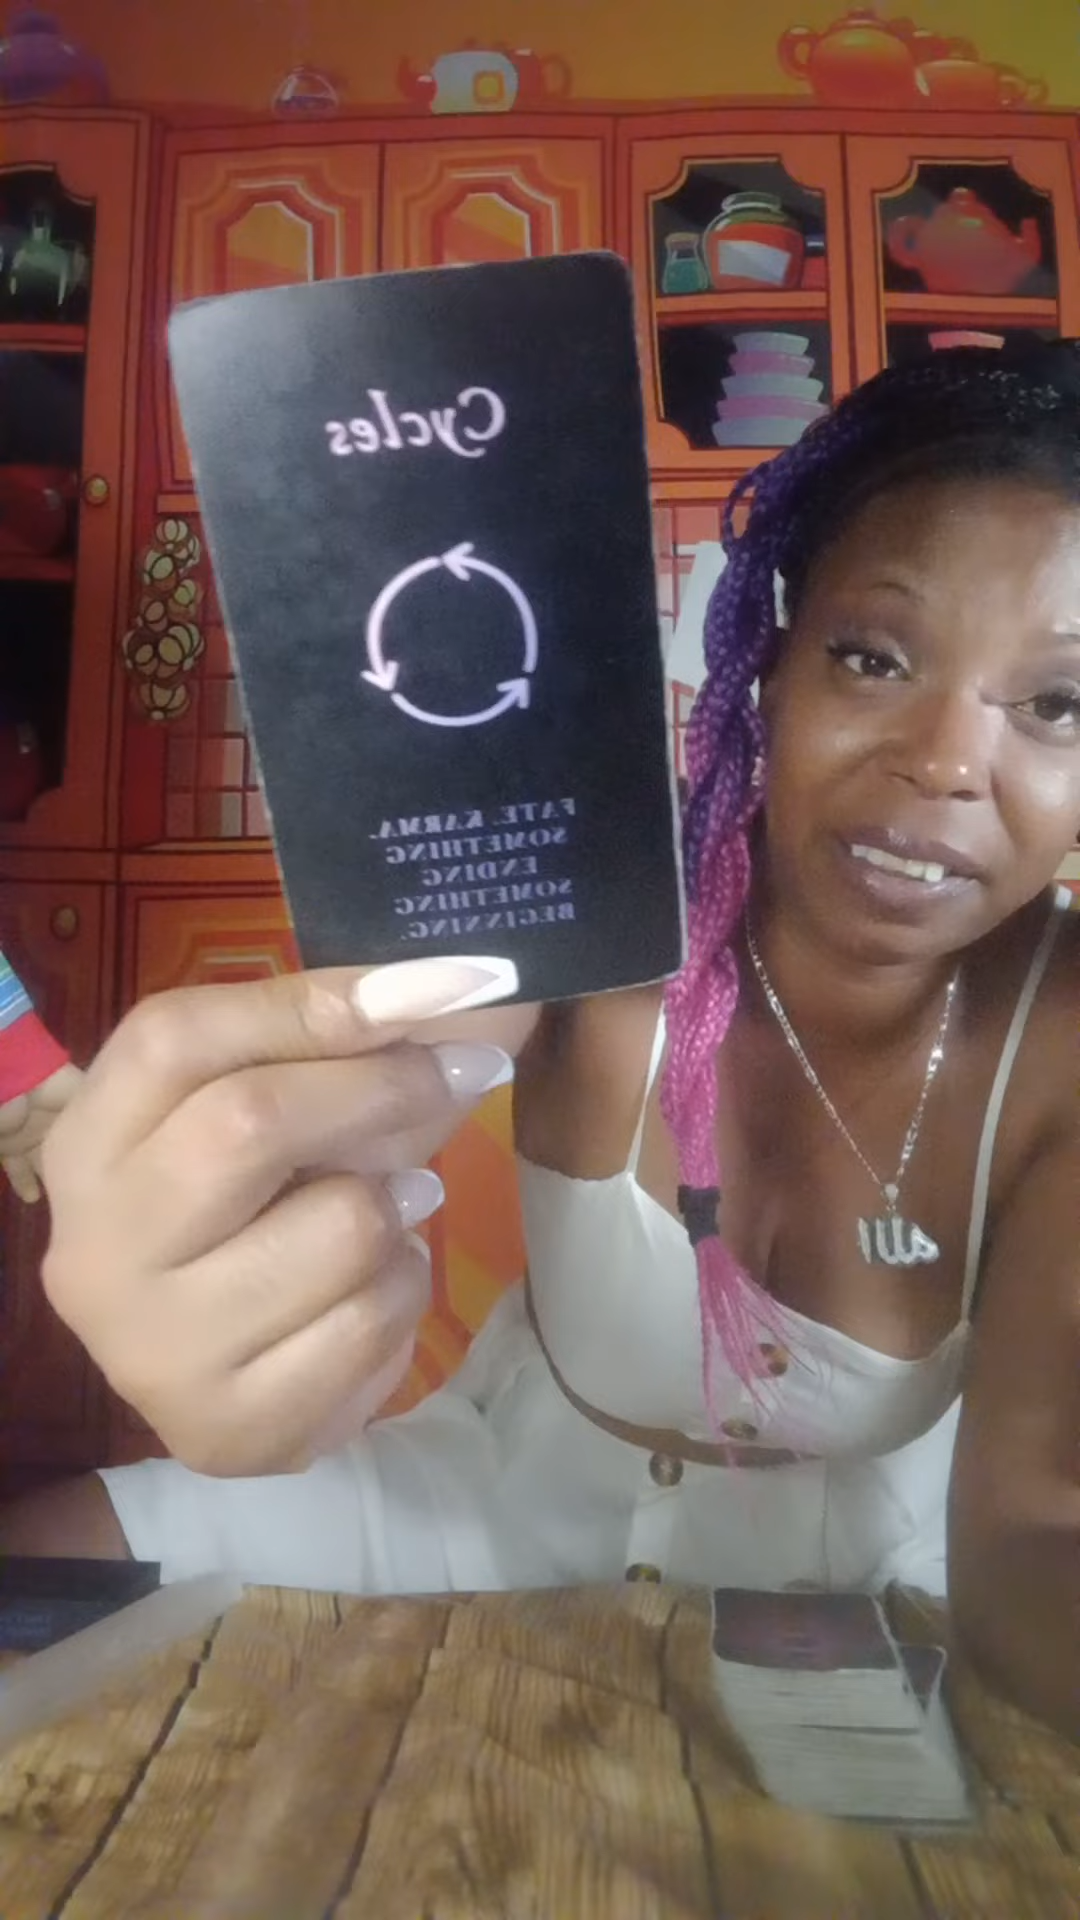 Cycles
FATE. KARMA.
SOMETHING
ENDING
SOMETHING
BEGINNING.